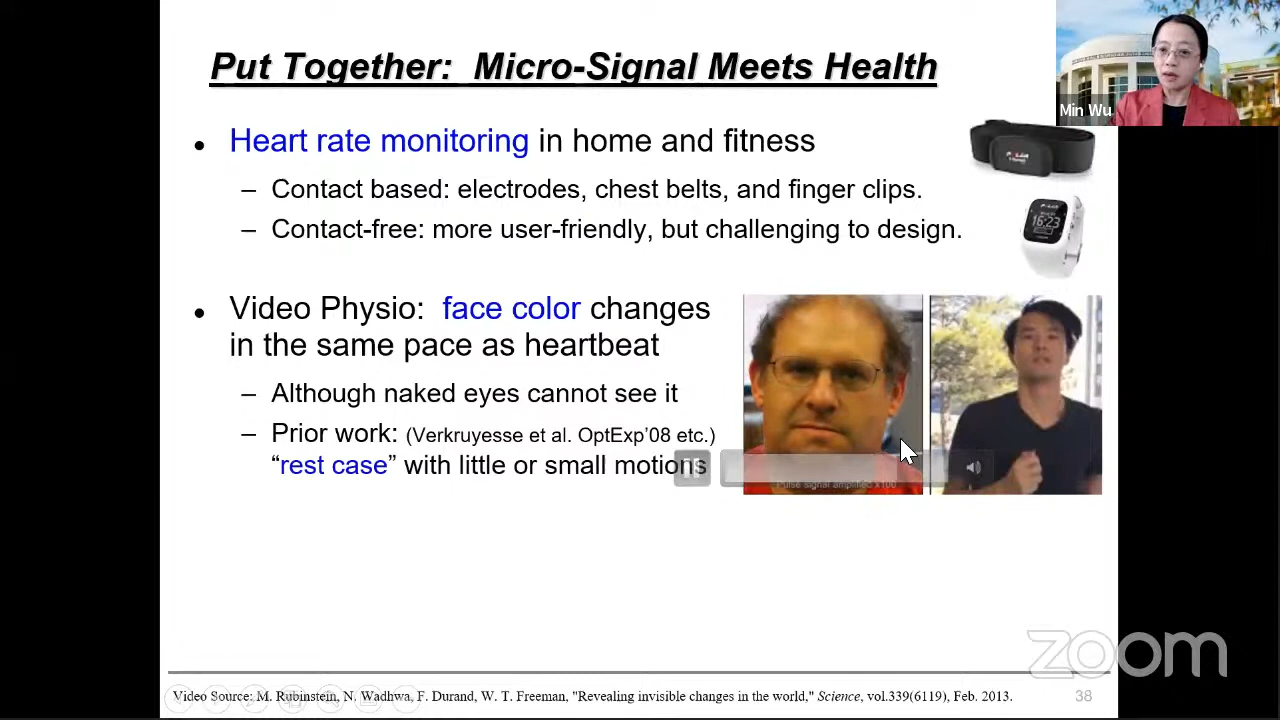 Put Together: Micro-Signal Meets Health
Min Wu
• Heart rate monitoring in home and fitness
– Contact based: electrodes, chest belts, and finger clips.
– Contact-free: more user-friendly, but challenging to design.
POLAR
16:23
• Video Physio: face color changes
in the same pace as heartbeat
– Although naked eyes cannot see it
– Prior work: (Verkruyesse et al. OptExp'08 etc.)
"rest case" with little or small motions
Pulse signal amplified x100
zoom
Video Source: M. Rubinstein, N. Wadhwa, F. Durand, W. T. Freeman, "Revealing invisible changes in the world," Science, vol.339(6119), Feb. 2013.
38